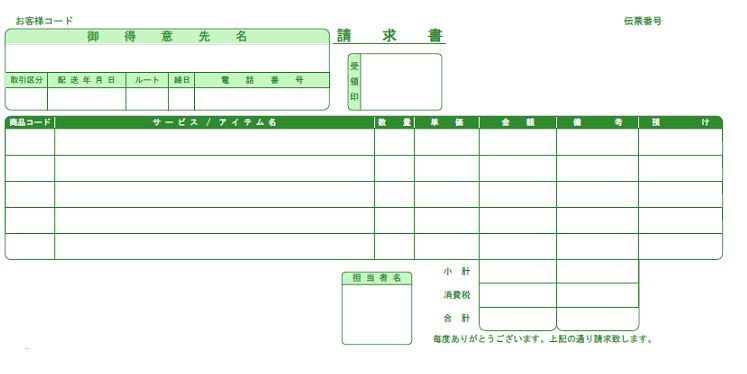 お客様コード
伝票番号
御得意先名
請求書
受領印
取引区分 配送年月日 ルート 締日 電話番号
商品コード サービス / アイテム名 数量 単価 金額 備考 預け
小計
担当者名
消費税
合計
毎度ありがとうございます。上記の通り請求致します。